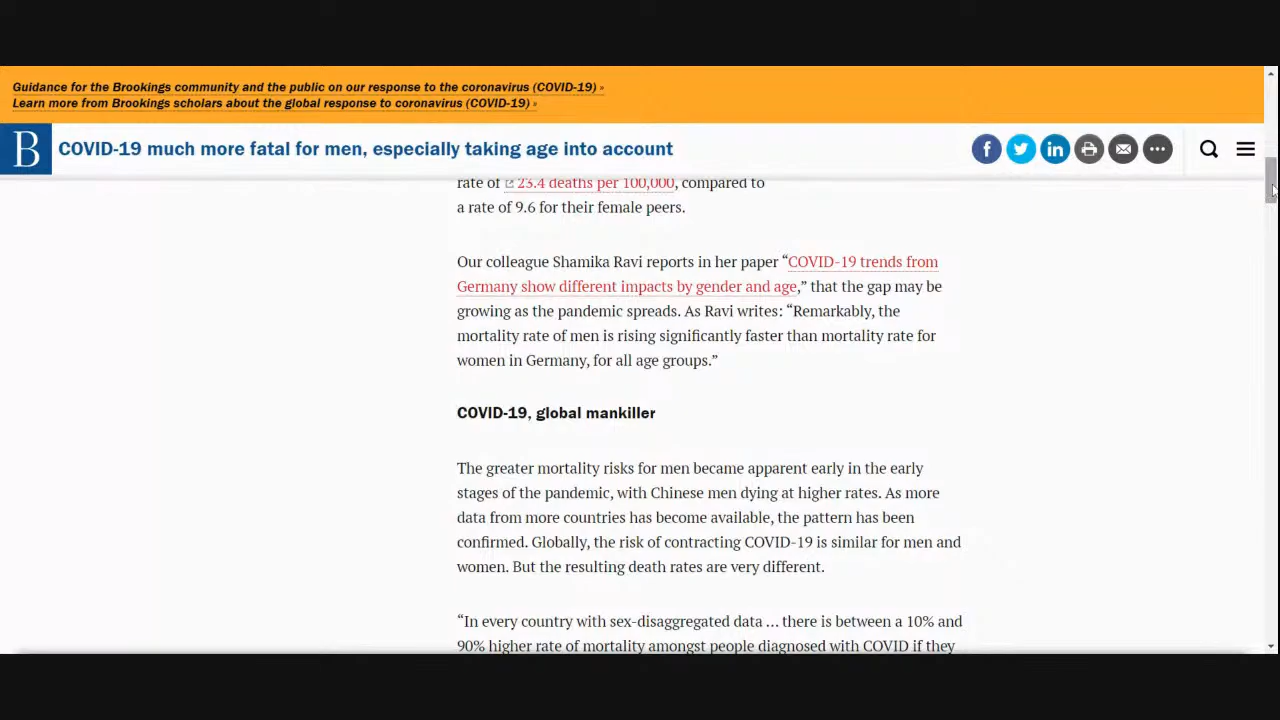 Guidance for the Brookings community and the public on our response to the coronavirus (COVID-19) »
Learn more from Brookings scholars about the global response to coronavirus (COVID-19) »
B COVID-19 much more fatal for men, especially taking age into account
rate of 23.4 deaths per 100,000, compared to
a rate of 9.6 for their female peers.
Our colleague Shamika Ravi reports in her paper “COVID-19 trends from
Germany show different impacts by gender and age,” that the gap may be
growing as the pandemic spreads. As Ravi writes: “Remarkably, the
mortality rate of men is rising significantly faster than mortality rate for
women in Germany, for all age groups.”
COVID-19, global mankiller
The greater mortality risks for men became apparent early in the early
stages of the pandemic, with Chinese men dying at higher rates. As more
data from more countries has become available, the pattern has been
confirmed. Globally, the risk of contracting COVID-19 is similar for men and
women. But the resulting death rates are very different.
“In every country with sex-disaggregated data … there is between a 10% and
90% higher rate of mortality amongst people diagnosed with COVID if they